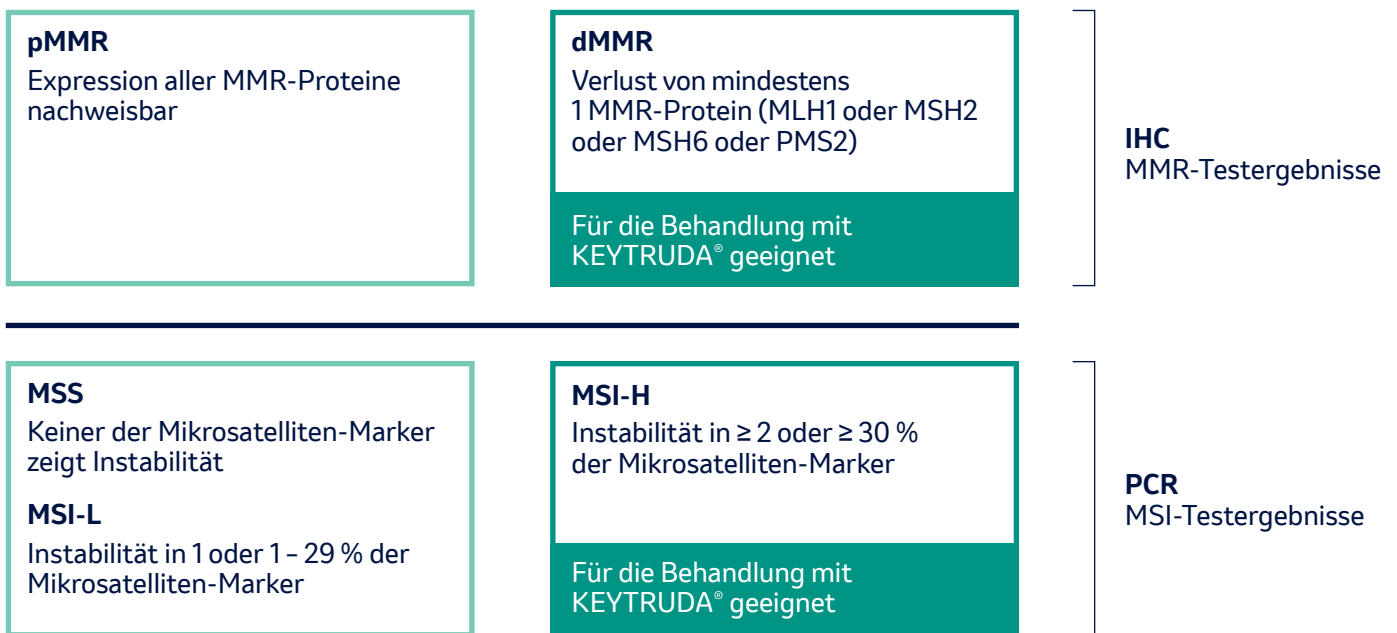 pMMR
Expression aller MMR-Proteine
nachweisbar
dMMR
Verlust von mindestens
1 MMR-Protein (MLH1 oder MSH2
oder MSH6 oder PMS2)
Für die Behandlung mit
KEYTRUDA® geeignet
IHC
MMR-Testergebnisse
MSS
Keiner der Mikrosatelliten-Marker
zeigt Instabilität
MSI-L
Instabilität in 1 oder 1 – 29 % der
Mikrosatelliten-Marker
MSI-H
Instabilität in ≥ 2 oder ≥ 30 %
der Mikrosatelliten-Marker
Für die Behandlung mit
KEYTRUDA® geeignet
PCR
MSI-Testergebnisse